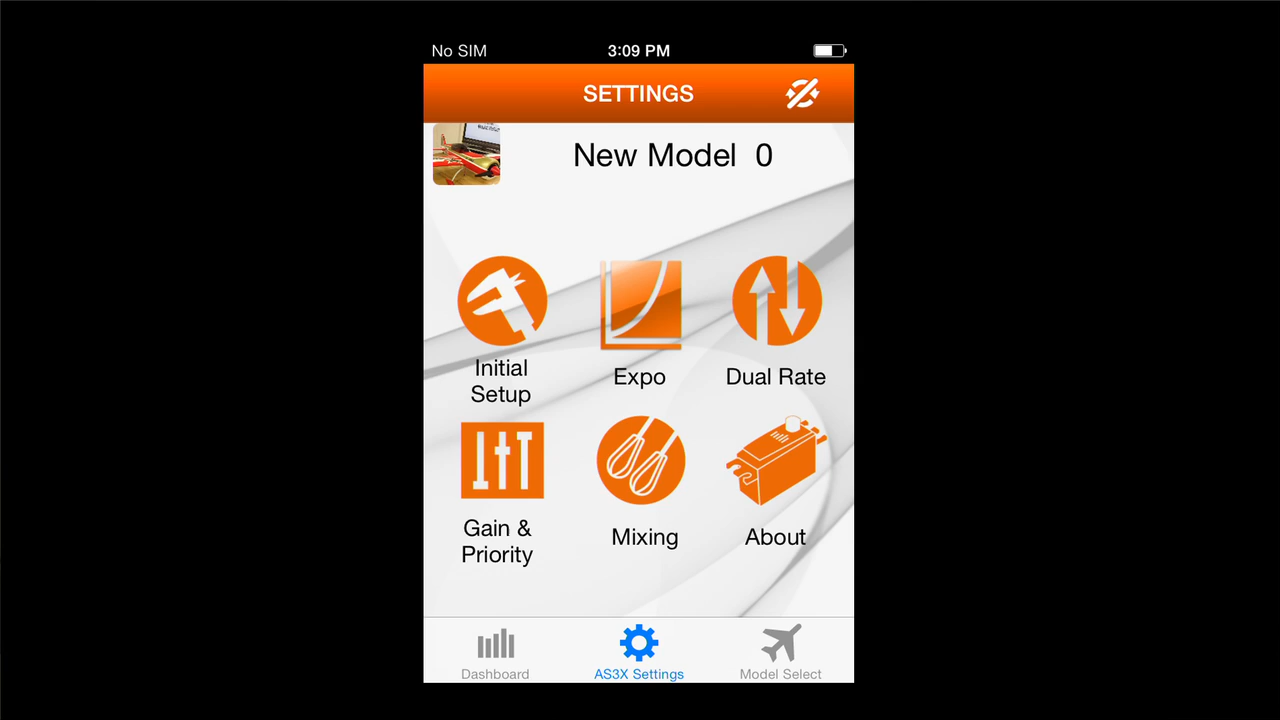 No SIM 3:09 PM
SETTINGS
New Model 0
Initial
Setup
Expo
Dual Rate
Gain &
Priority
Mixing
About
Dashboard
AS3X Settings
Model Select